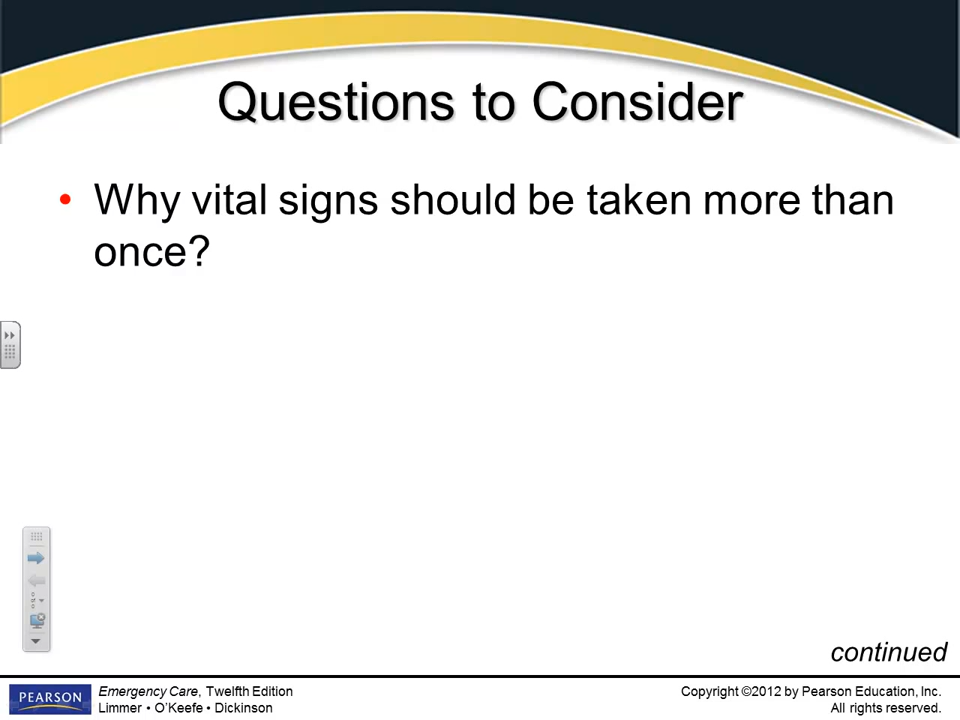 Questions to Consider
• Why vital signs should be taken more than
once?
continued
PEARSON
Emergency Care, Twelfth Edition
Limmer • O’Keefe • Dickinson
Copyright ©2012 by Pearson Education, Inc.
All rights reserved.